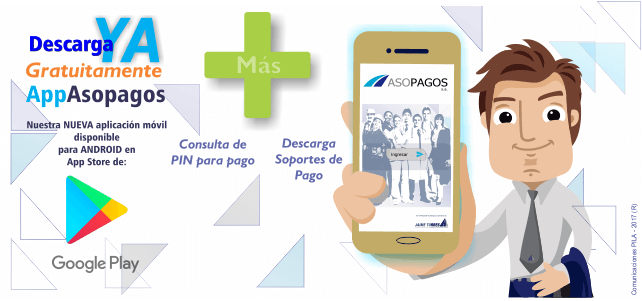 Descarga YA
Gratuitamente
AppAsopagos
Nuestra NUEVA aplicación móvil
disponible
para ANDROID en
App Store de:
Google Play
Más
Consulta de
PIN para pago
Descarga
Soportes de
Pago
ASOPAGOS
S.A.
Ingresar
Comunicaciones PILA - 2017 (R)